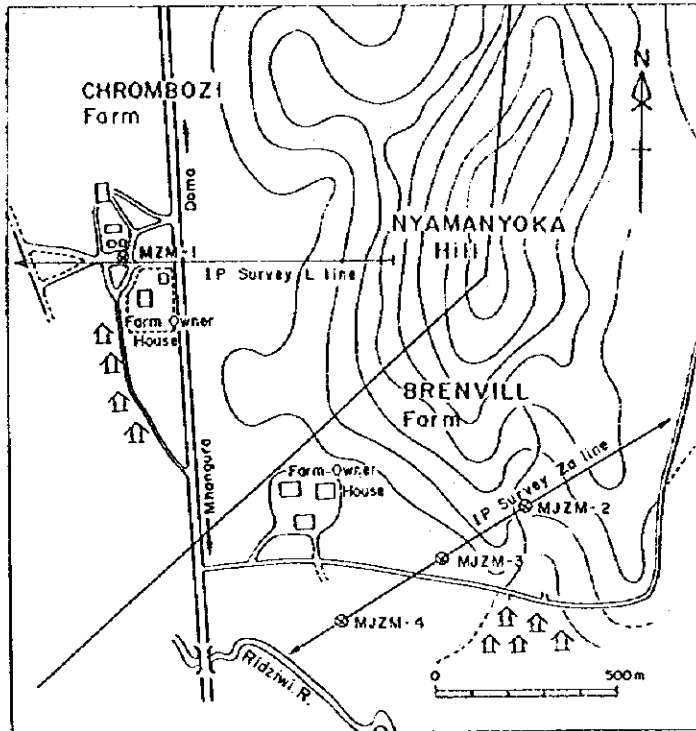 CHROMBOZI
Farm
N
Doma
NYAMANYOKA
Hill
MZM-1
IP Survey L line
Farm Owner
House
BRENVILL
Farm
Mhangura
Farm-Owner
House
IP Survey Za line
MJZM-2
MJZM-3
MJZM-4
Ridziwi R.
0 500m